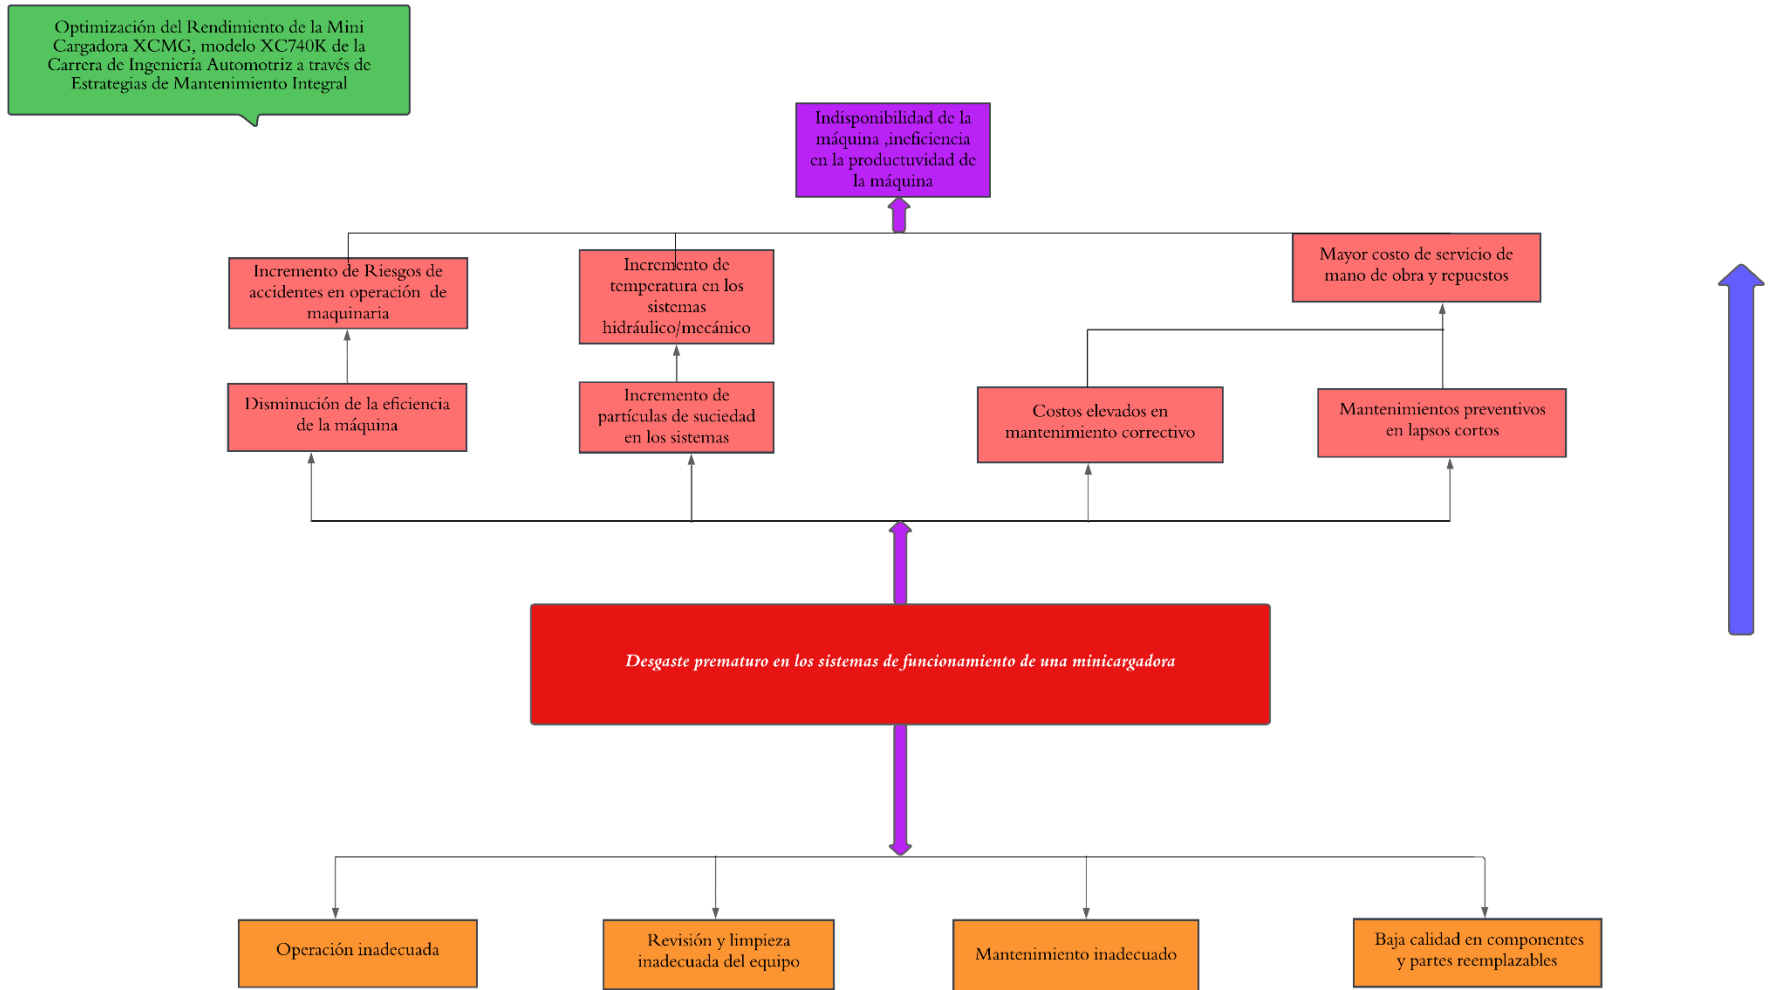 Optimización del Rendimiento de la Mini
Cargadora XCMG, modelo XC740K de la
Carrera de Ingeniería Automotriz a través de
Estrategias de Mantenimiento Integral
Indisponibilidad de la
máquina ,ineficiencia
en la productuvidad de
la máquina
Incremento de Riesgos de
accidentes en operación de
maquinaria
Incremento de
temperatura en los
sistemas
hidráulico/mecánico
Mayor costo de servicio de
mano de obra y repuestos
Disminución de la eficiencia
de la máquina
Incremento de
partículas de suciedad
en los sistemas
Costos elevados en
mantenimiento correctivo
Mantenimientos preventivos
en lapsos cortos
Desgaste prematuro en los sistemas de funcionamiento de una minicargadora
Operación inadecuada
Revisión y limpieza
inadecuada del equipo
Mantenimiento inadecuado
Baja calidad en componentes
y partes reemplazables